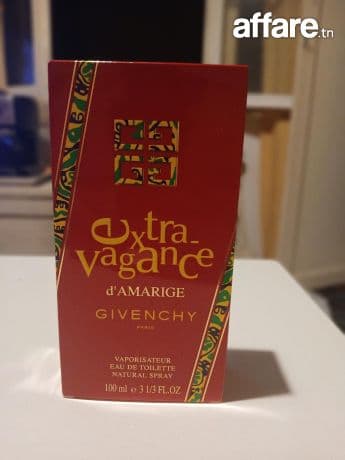 affare.tn
extra-
vagance
d'AMARIGE
GIVENCHY
PARIS
VAPORISATEUR
EAU DE TOILETTE
NATURAL SPRAY
100 ml e 3 1/3 FL.OZ